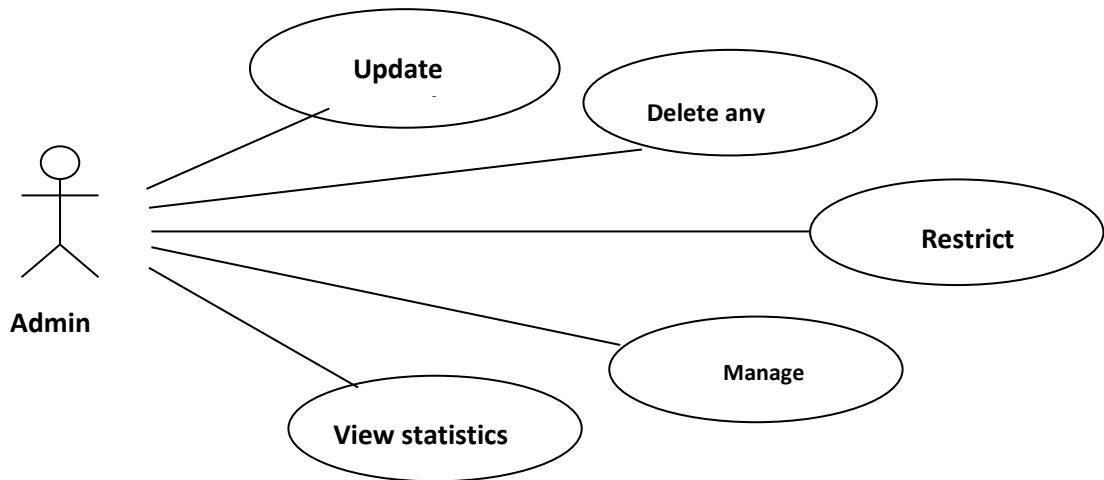 Update
Delete any
Restrict
Admin
Manage
View statistics